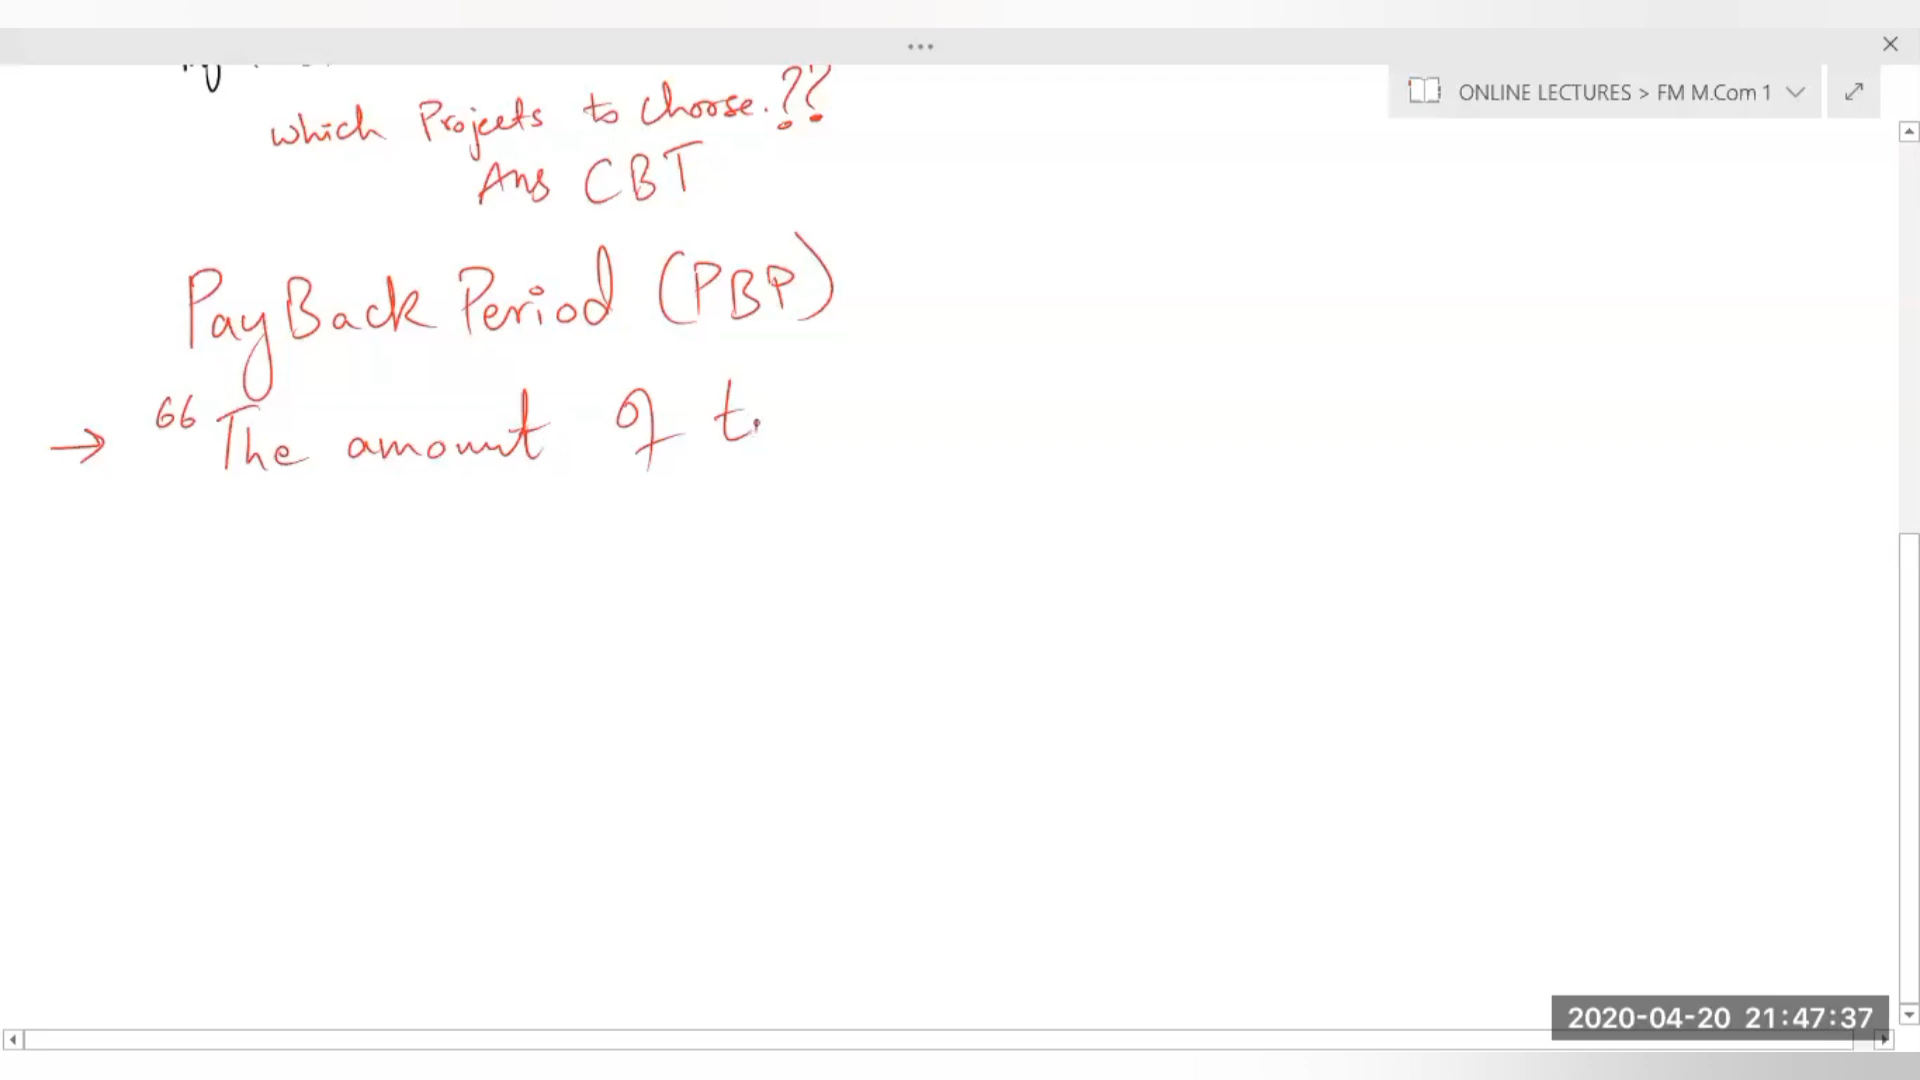 ONLINE LECTURES > FM M.Com 1
which Projects to choose.??
Ans CBT
PayBack Period (PBP)
→ “The amount of t
2020-04-20 21:47:37